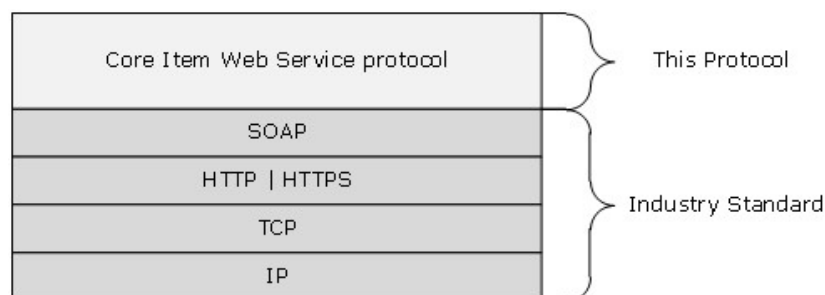 Core Item Web Service protocol
This Protocol
SOAP
HTTP | HTTPS
TCP
IP
Industry Standard